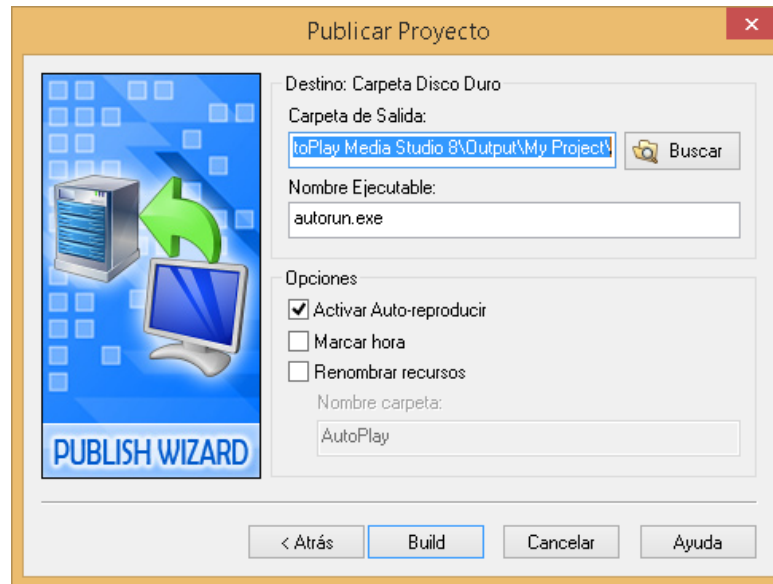 Publicar Proyecto
Destino: Carpeta Disco Duro
Carpeta de Salida:
toPlay Media Studio 8\Output\My Project\
Buscar
Nombre Ejecutable:
autorun.exe
Opciones
Activar Auto-reproducir
Marcar hora
Renombrar recursos
Nombre carpeta:
AutoPlay
PUBLISH WIZARD
< Atrás
Build
Cancelar
Ayuda